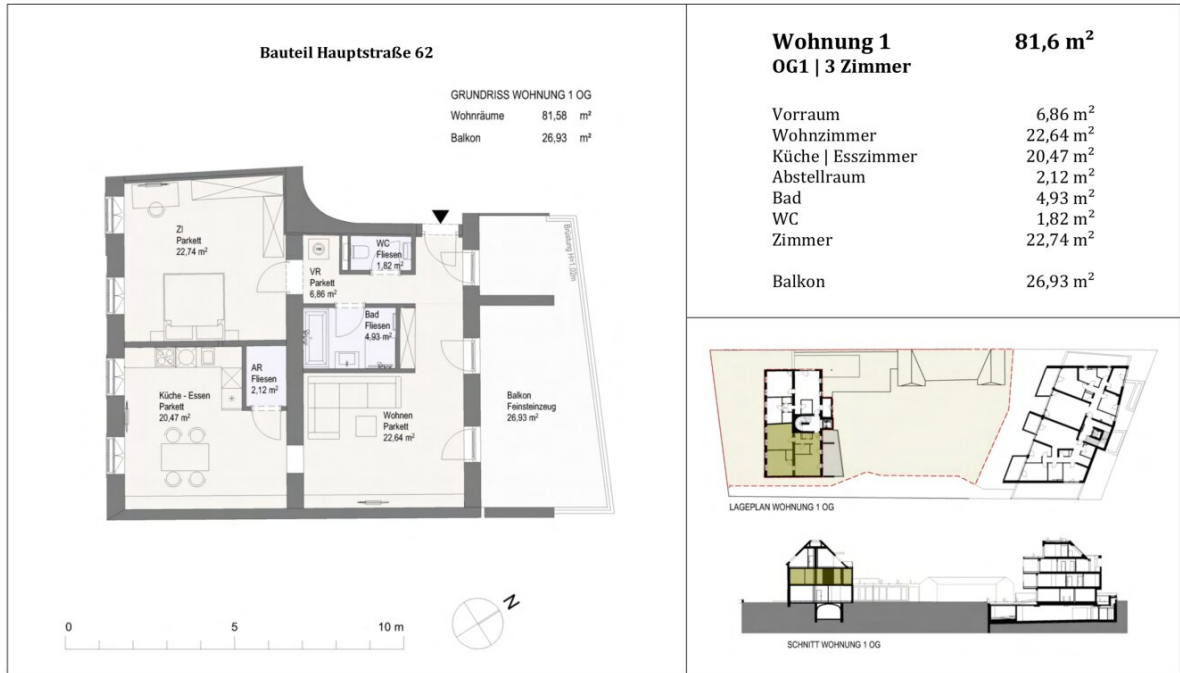 Bauteil Hauptstraße 62
GRUNDRISS WOHNUNG 1 OG
Wohnräume 81,58 m²
Balkon 26,93 m²
ZI
Parkett
22,74 m²
WC
Fliesen
1,82 m²
VR
Parkett
6,86 m²
Bad
Fliesen
4,93 m²
AR
Fliesen
2,12 m²
Küche - Essen
Parkett
20,47 m²
Wohnen
Parkett
22,64 m²
Balkon
Feinsteinzeug
26,93 m²
Brüstung H=1.02m
0 5 10 m
N
Wohnung 1 81,6 m²
OG1 | 3 Zimmer
Vorraum 6,86 m²
Wohnzimmer 22,64 m²
Küche | Esszimmer 20,47 m²
Abstellraum 2,12 m²
Bad 4,93 m²
WC 1,82 m²
Zimmer 22,74 m²
Balkon 26,93 m²
LAGEPLAN WOHNUNG 1 OG
SCHNITT WOHNUNG 1 OG